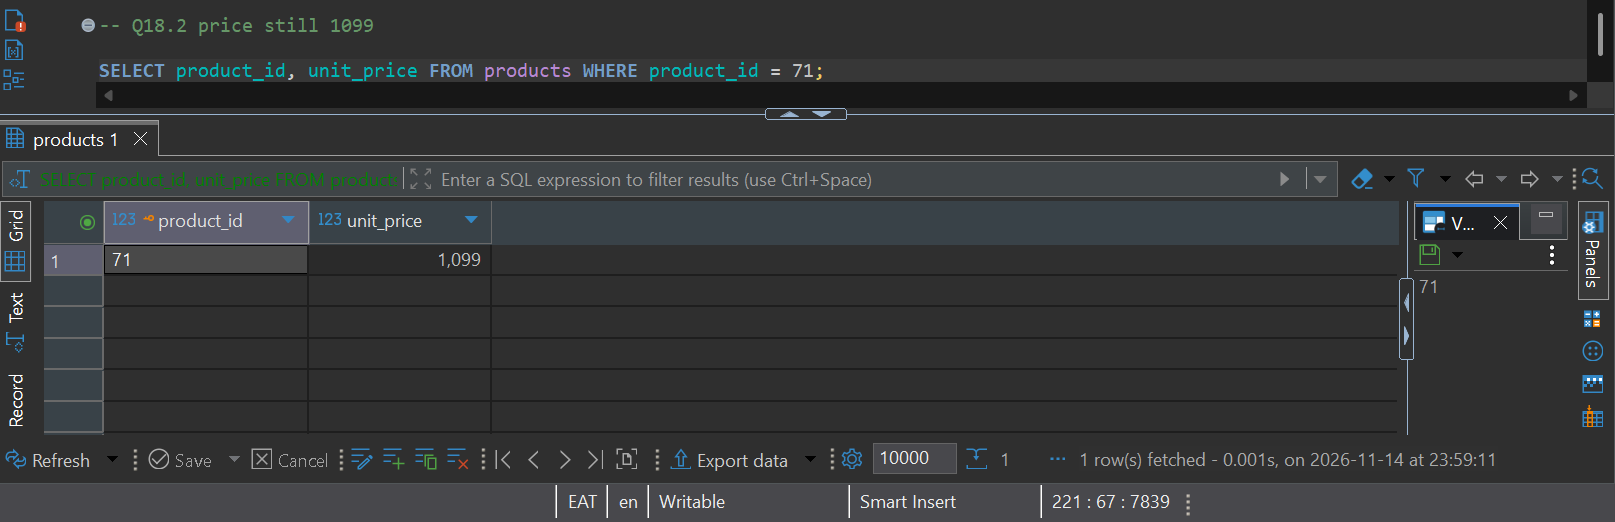 -- Q18.2 price still 1099
SELECT product_id, unit_price FROM products WHERE product_id = 71;
products 1
SELECT product_id, unit_price FROM product
Enter a SQL expression to filter results (use Ctrl+Space)
Grid
Text
Record
123 product_id
123 unit_price
1
71
1,099
V...
71
Panels
Refresh
Save
Cancel
Export data
10000
1
··· 1 row(s) fetched - 0.001s, on 2026-11-14 at 23:59:11
EAT
en
Writable
Smart Insert
221 : 67 : 7839